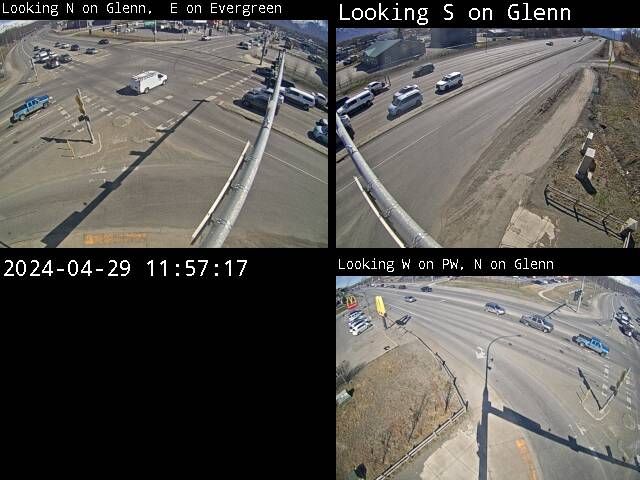 Looking N on Glenn,  E on Evergreen
Looking S on Glenn
2024-04-29 11:57:17
Looking W on PW, N on Glenn